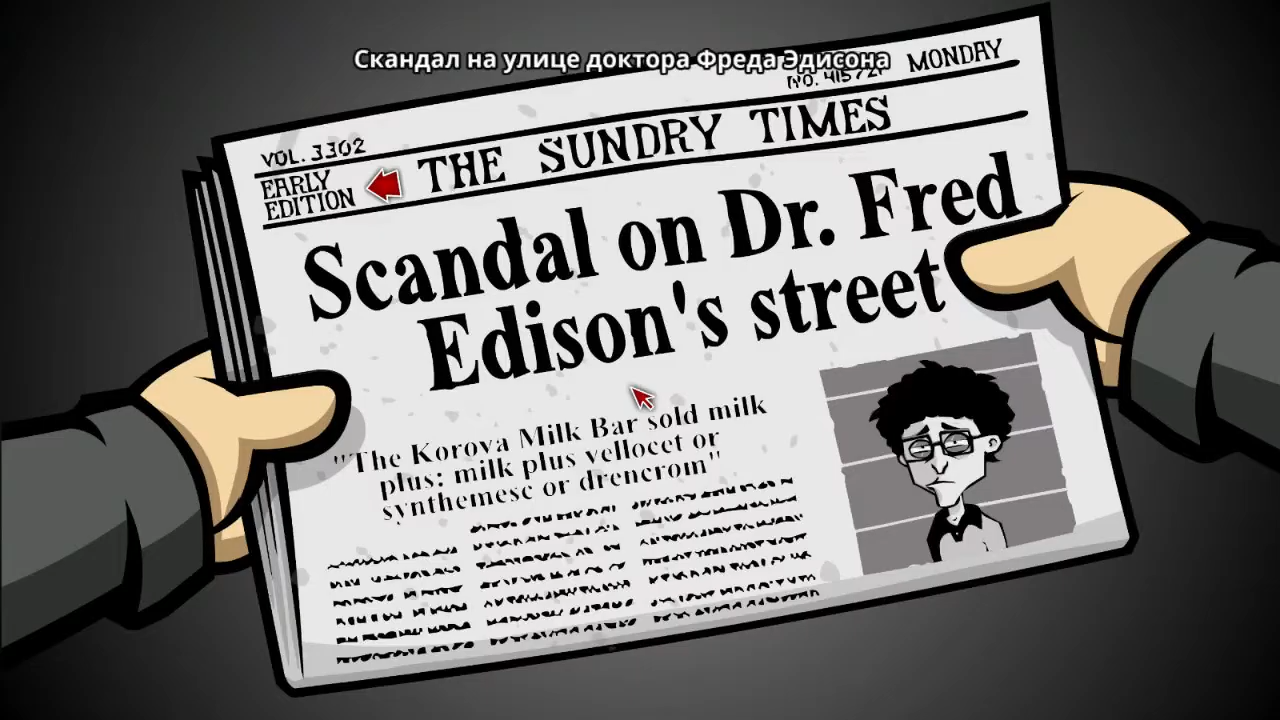 Скандал на улице доктора Фреда Эдисона
MONDAY
VOL. 3302
THE SUNDRY TIMES
EARLY
EDITION
Scandal on Dr. Fred
Edison's street
"The Korova Milk Bar sold milk
plus: milk plus vellocet or
synthemesc or drencrom"